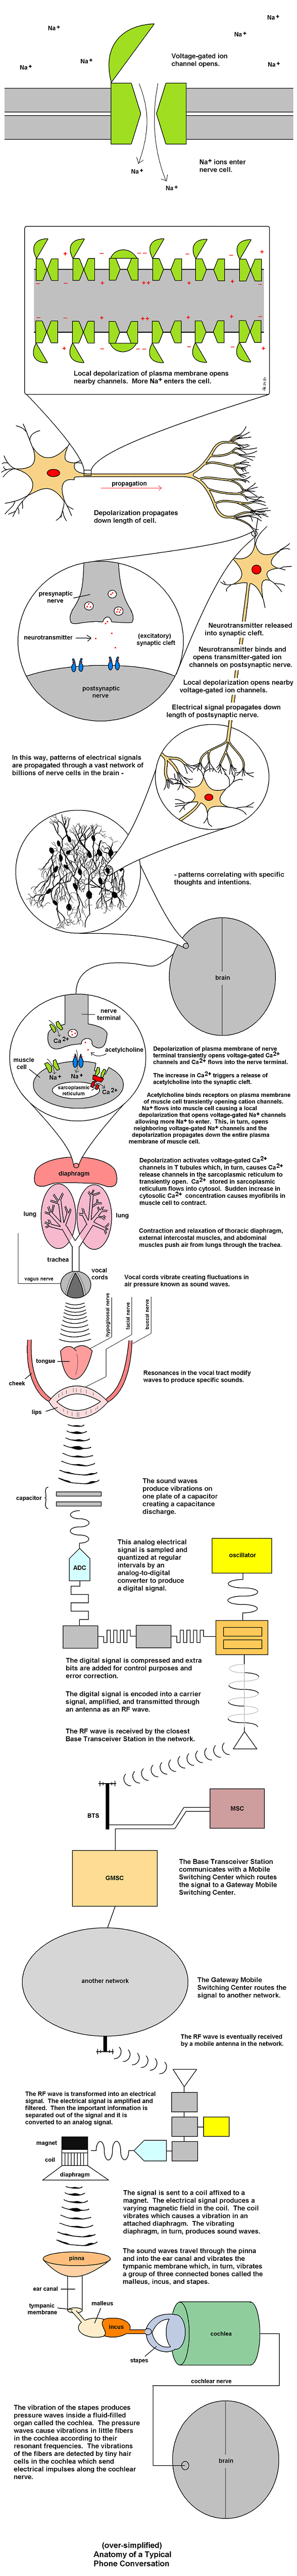 Na+
Na+
Na+
Na+
Na+
Na+
Voltage-gated ion
channel opens.
Na+ ions enter
nerve cell.
Na+
Na+
Local depolarization of plasma membrane opens
nearby channels. More Na+ enters the cell.
propagation
Depolarization propagates
down length of cell.
presynaptic
nerve
neurotransmitter
(excitatory)
synaptic cleft
postsynaptic
nerve
Neurotransmitter released
into synaptic cleft.
Neurotransmitter binds and
opens transmitter-gated ion
channels on postsynaptic nerve.
Local depolarization opens nearby
voltage-gated ion channels.
Electrical signal propagates down
length of postsynaptic nerve.
In this way, patterns of electrical signals
are propagated through a vast network of
billions of nerve cells in the brain -
- patterns correlating with specific
thoughts and intentions.
brain
nerve
terminal
Ca2+
acetylcholine
muscle
cell
Na+
Na+
sarcoplasmic
reticulum
Ca2+
Depolarization of plasma membrane of nerve
terminal transiently opens voltage-gated Ca2+
channels and Ca2+ flows into the nerve terminal.
The increase in Ca2+ triggers a release of
acetylcholine into the synaptic cleft.
Acetylcholine binds receptors on plasma membrane
of muscle cell transiently opening cation channels.
Na+ flows into muscle cell causing a local
depolarization that opens voltage-gated Na+ channels
allowing more Na+ to enter. This, in turn, opens
neighboring voltage-gated Na+ channels and the
depolarization propagates down the entire plasma
membrane of muscle cell.
Depolarization activates voltage-gated Ca2+
channels in T tubules which, in turn, causes Ca2+
release channels in the sarcoplasmic reticulum to
transiently open. Ca2+ stored in sarcoplasmic
reticulum flows into cytosol. Sudden increase in
cytosolic Ca2+ concentration causes myofibrils in
muscle cell to contract.
diaphragm
lung
lung
trachea
Contraction and relaxation of thoracic diaphragm,
external intercostal muscles, and abdominal
muscles push air from lungs through the trachea.
vagus nerve
vocal
cords
Vocal cords vibrate creating fluctuations in
air pressure known as sound waves.
hypoglossal nerve
facial nerve
buccal nerve
tongue
cheek
lips
Resonances in the vocal tract modify
waves to produce specific sounds.
capacitor
The sound waves
produce vibrations on
one plate of a capacitor
creating a capacitance
discharge.
ADC
This analog electrical
signal is sampled and
quantized at regular
intervals by an
analog-to-digital
converter to produce
a digital signal.
oscillator
The digital signal is compressed and extra
bits are added for control purposes and
error correction.
The digital signal is encoded into a carrier
signal, amplified, and transmitted through
an antenna as an RF wave.
The RF wave is received by the closest
Base Transceiver Station in the network.
BTS
MSC
GMSC
The Base Transceiver Station
communicates with a Mobile
Switching Center which routes
the signal to a Gateway Mobile
Switching Center.
another network
The Gateway Mobile
Switching Center routes the
signal to another network.
The RF wave is eventually received
by a mobile antenna in the network.
The RF wave is transformed into an electrical
signal. The electrical signal is amplified and
filtered. Then the important information is
separated out of the signal and it is
converted to an analog signal.
magnet
coil
diaphragm
The signal is sent to a coil affixed to a
magnet. The electrical signal produces a
varying magnetic field in the coil. The coil
vibrates which causes a vibration in an
attached diaphragm. The vibrating
diaphragm, in turn, produces sound waves.
The sound waves travel through the pinna
and into the ear canal and vibrates the
tympanic membrane which, in turn, vibrates
a group of three connected bones called the
malleus, incus, and stapes.
pinna
ear canal
tympanic
membrane
malleus
incus
stapes
cochlea
cochlear nerve
The vibration of the stapes produces
pressure waves inside a fluid-filled
organ called the cochlea. The pressure
waves cause vibrations in little fibers
in the cochlea according to their
resonant frequencies. The vibrations
of the fibers are detected by tiny hair
cells in the cochlea which send
electrical impulses along the cochlear
nerve.
brain
(over-simplified)
Anatomy of a Typical
Phone Conversation